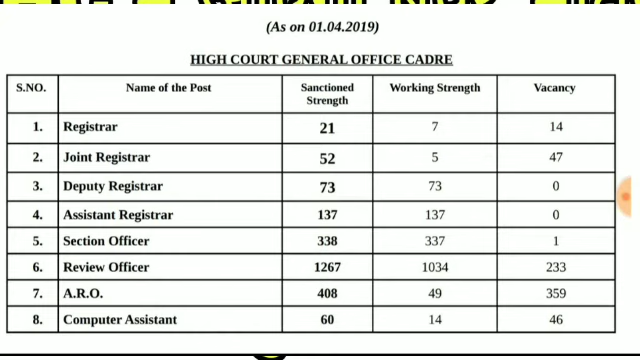 (As on 01.04.2019)
HIGH COURT GENERAL OFFICE CADRE
S.NO. Name of the Post Sanctioned Strength Working Strength Vacancy
1. Registrar 21 7 14
2. Joint Registrar 52 5 47
3. Deputy Registrar 73 73 0
4. Assistant Registrar 137 137 0
5. Section Officer 338 337 1
6. Review Officer 1267 1034 233
7. A.R.O. 408 49 359
8. Computer Assistant 60 14 46